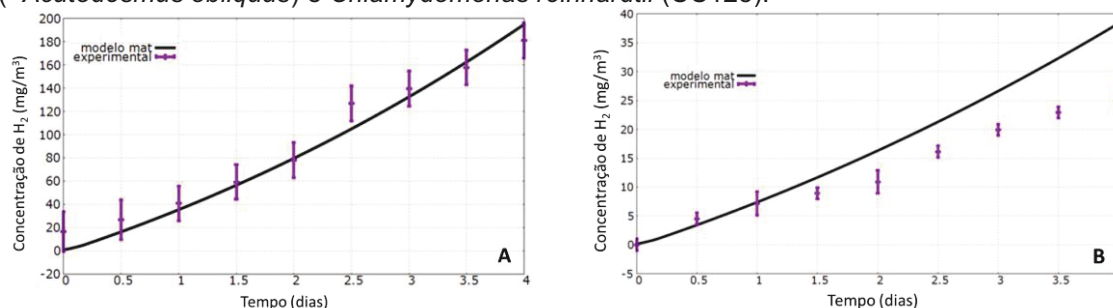 (=Acutodesmus obliquus) e Chlamydomonas reinhardtii (CC425).
200
180
160
140
120
100
80
60
40
20
0
-20
modelo mat
experimental
Concentração de H₂ (mg/m³)
0 0.5 1 1.5 2 2.5 3 3.5 4
Tempo (dias)
A
40
35
30
25
20
15
10
5
0
-5
modelo mat
experimental
Concentração de H₂ (mg/m³)
0 0.5 1 1.5 2 2.5 3 3.5
Tempo (dias)
B